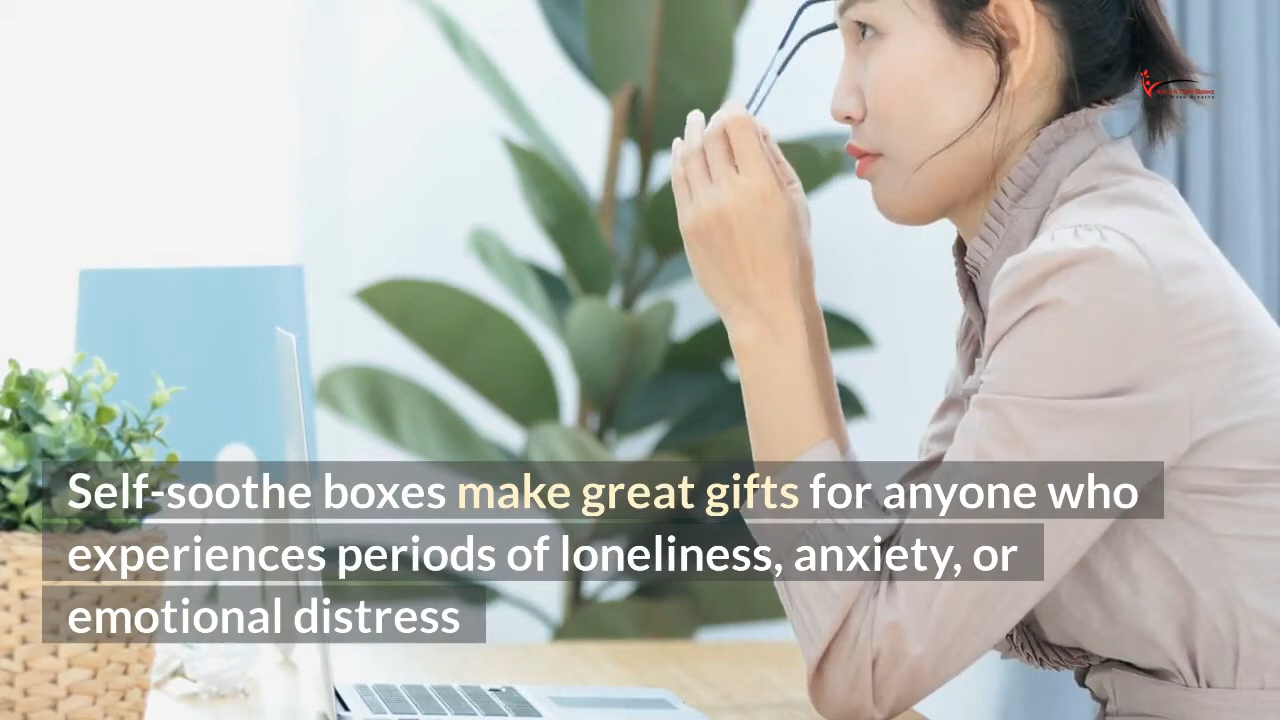 Self-soothe boxes make great gifts for anyone who
experiences periods of loneliness, anxiety, or
emotional distress